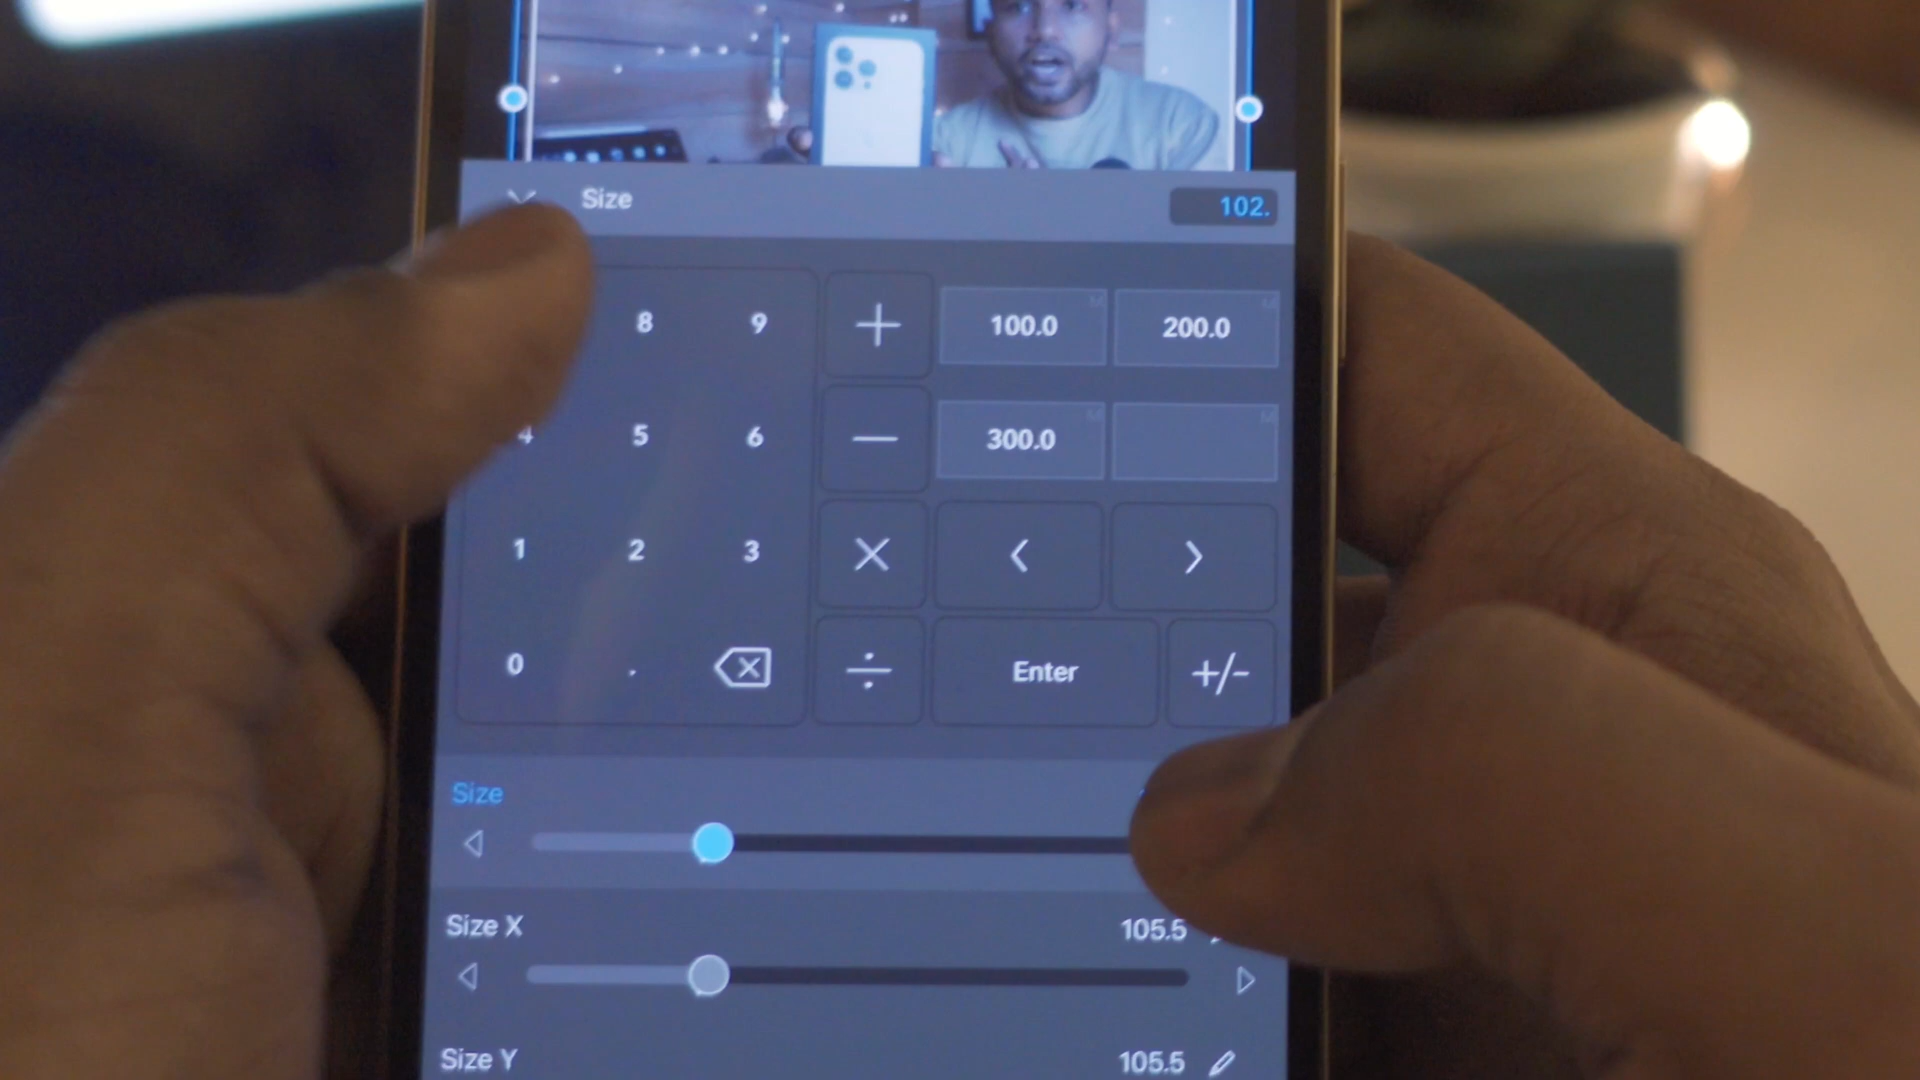 Size 102.
8 9 + M 100.0 M 200.0
4 5 6 — M 300.0 M
1 2 3 × < >
0 . ÷ Enter +/-
Size
Size X 105.5
Size Y 105.5